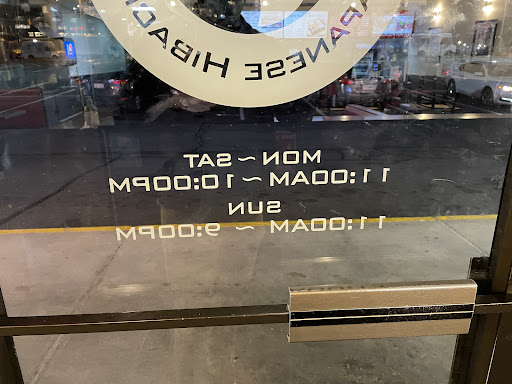 JAPANESE HIBACHI
MON ~ SAT
11:00AM ~ 10:00PM
SUN
11:00AM ~ 9:00PM